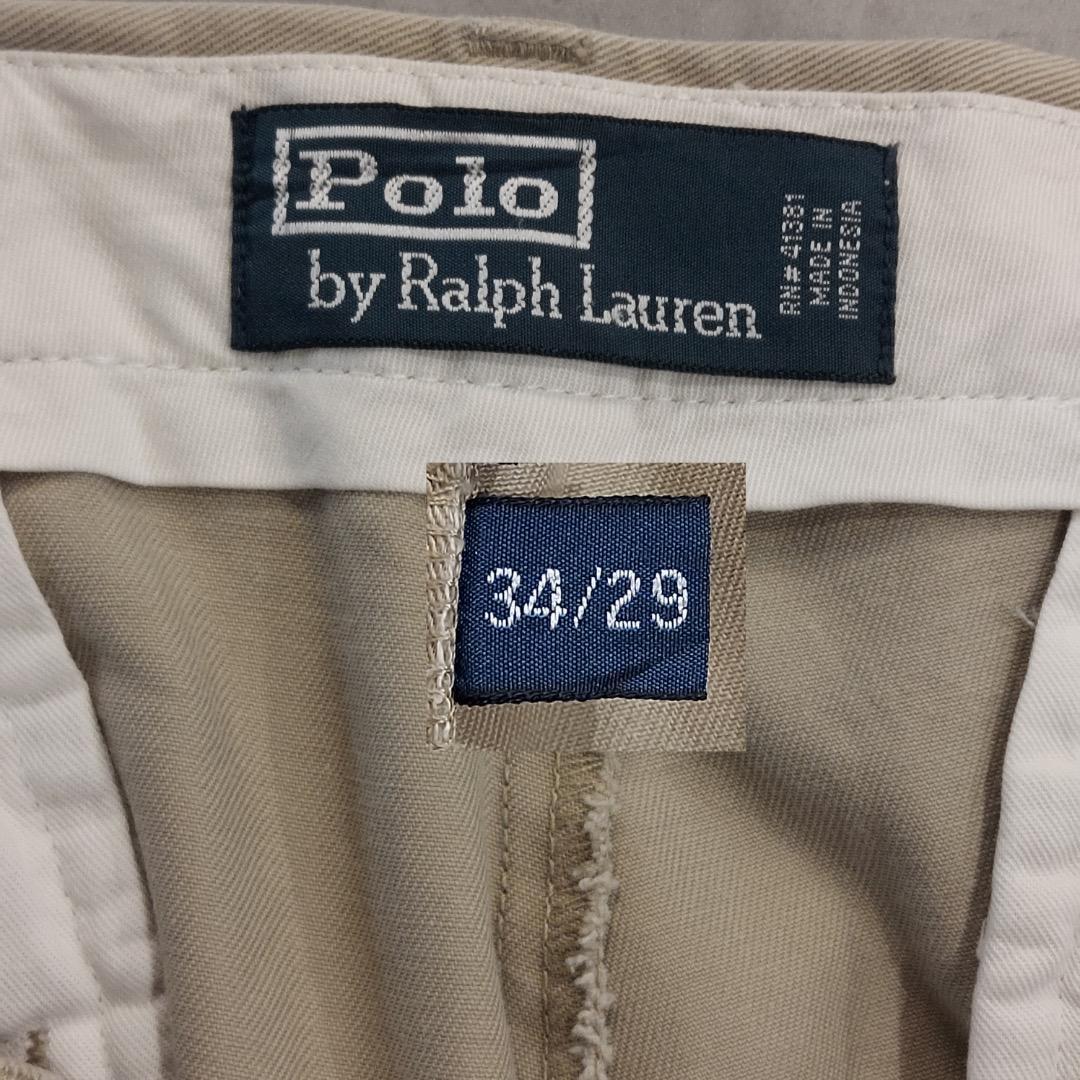 Polo
by Ralph Lauren
RN# 41381
MADE IN
INDONESIA
34/29